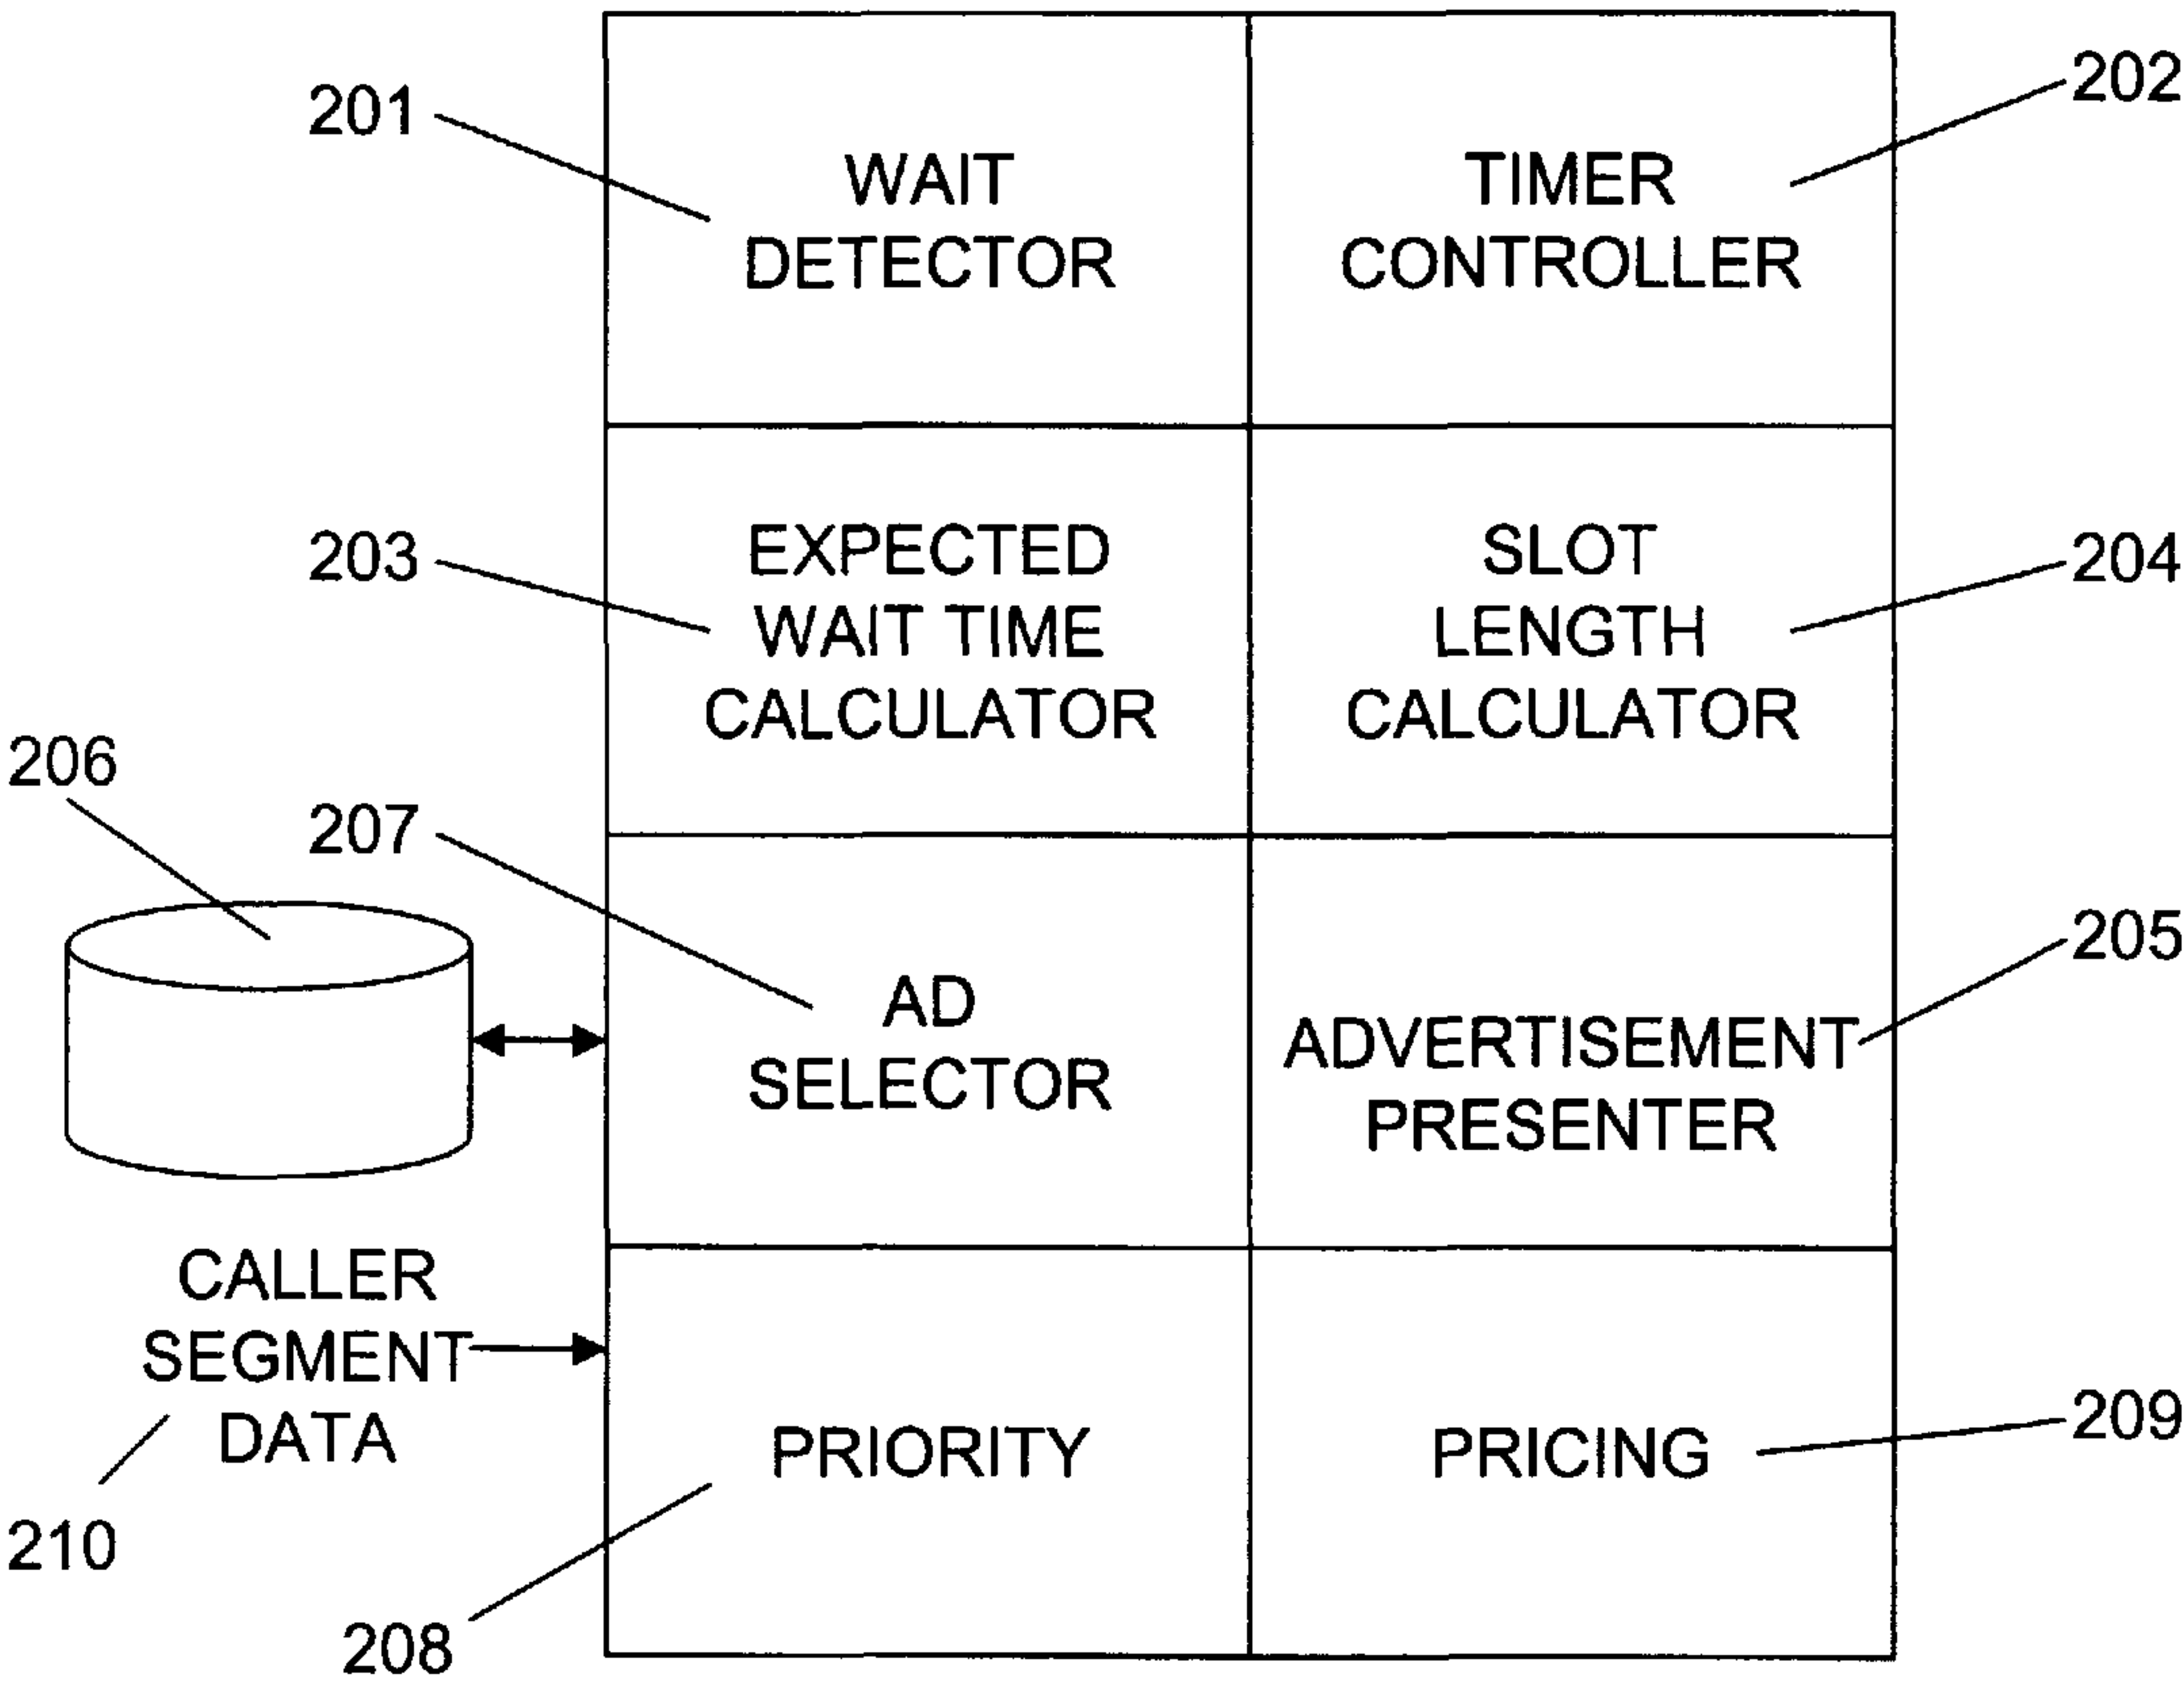 201
202
WAIT
DETECTOR
TIMER
CONTROLLER
203
204
EXPECTED
WAIT TIME
CALCULATOR
SLOT
LENGTH
CALCULATOR
206
207
205
AD
SELECTOR
ADVERTISEMENT
PRESENTER
CALLER
SEGMENT
DATA
210
PRIORITY
PRICING
209
208